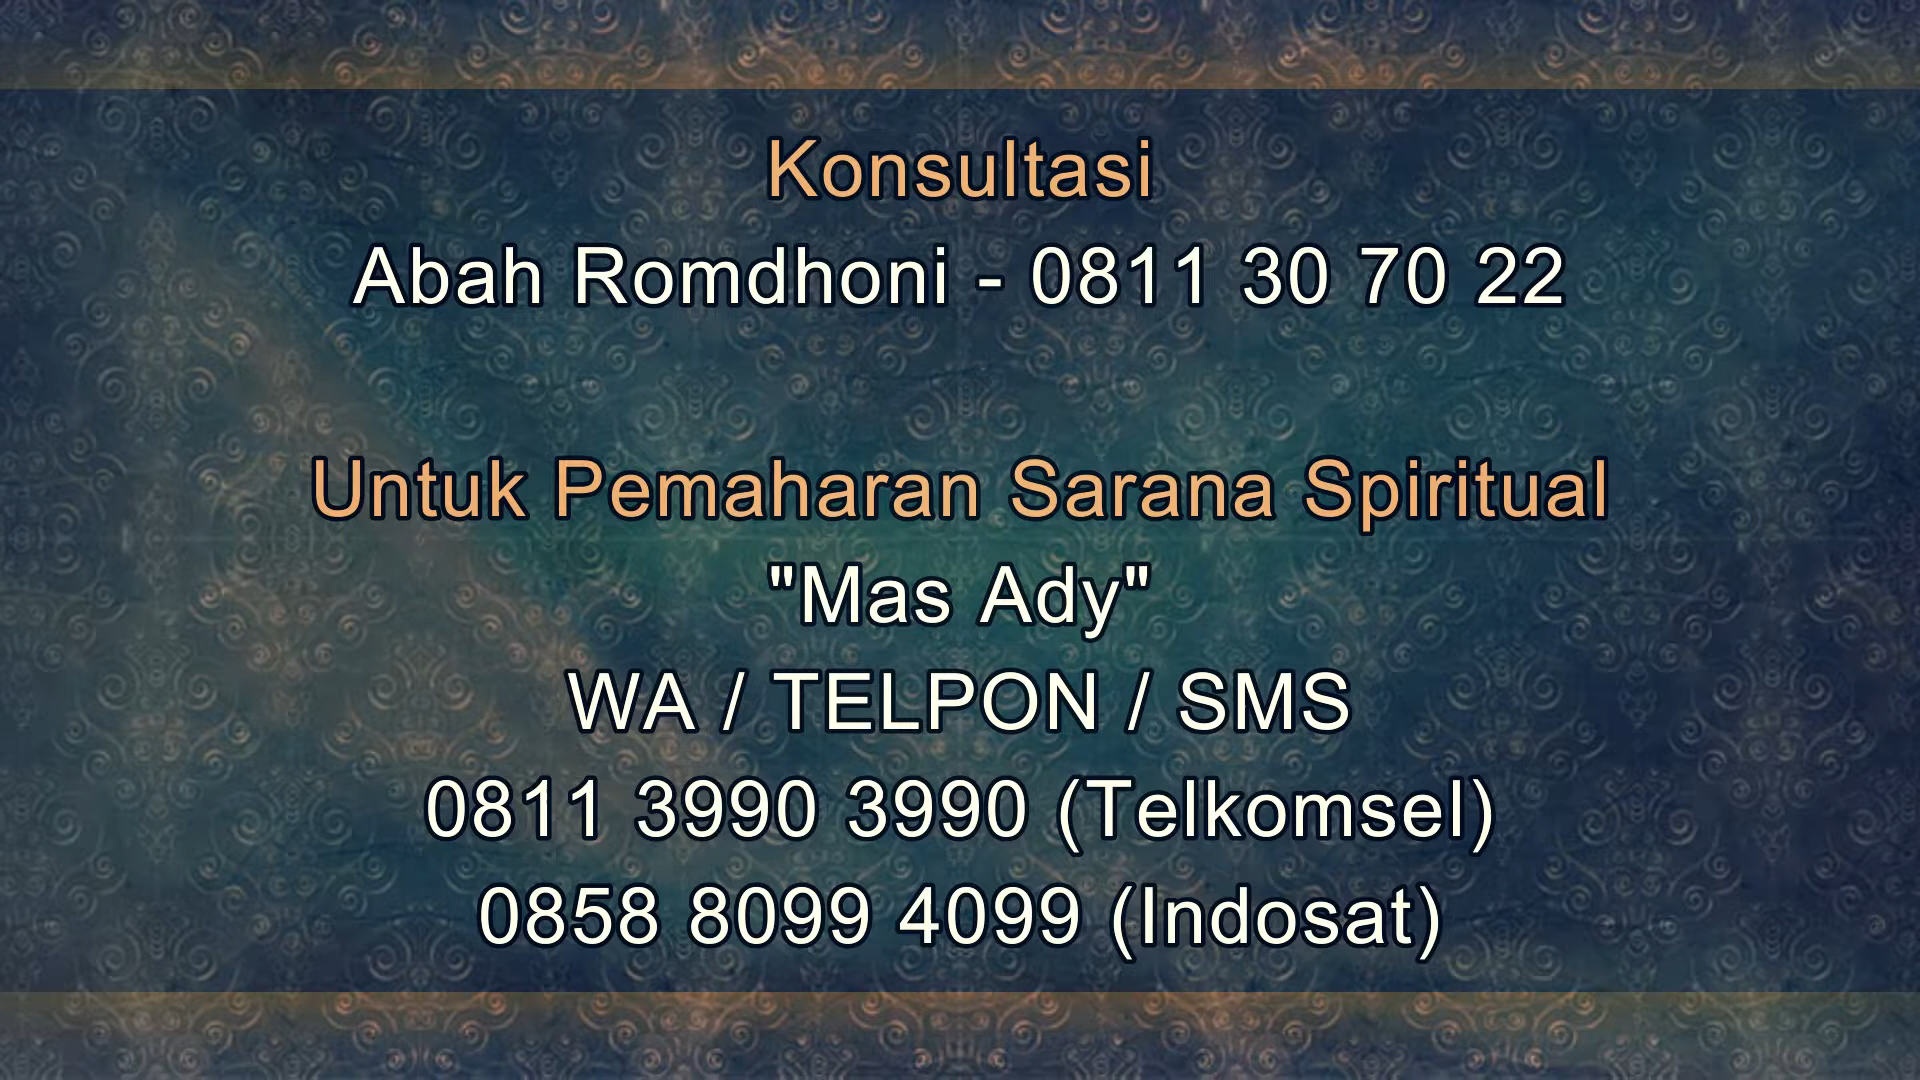 Konsultasi
Abah Romdhoni - 0811 30 70 22
Untuk Pemaharan Sarana Spiritual
"Mas Ady"
WA / TELPON / SMS
0811 3990 3990 (Telkomsel)
0858 8099 4099 (Indosat)